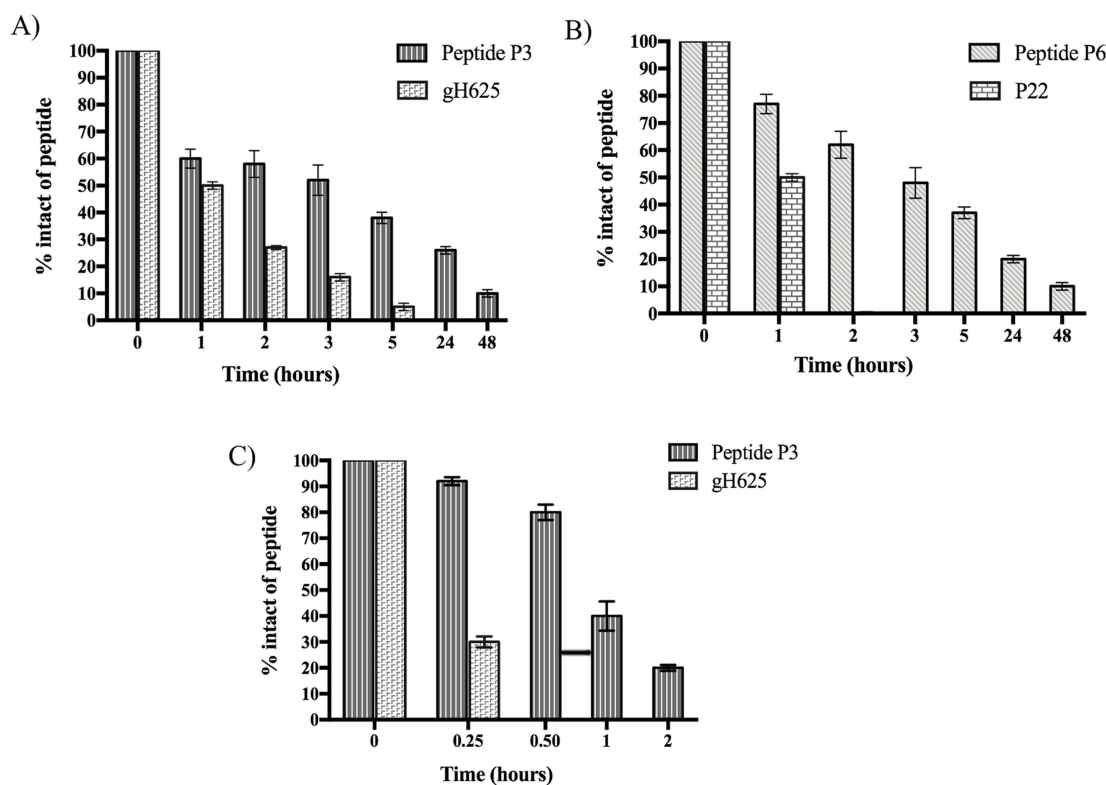 A)
Peptide P3
gH625
% intact of peptide
100
90
80
70
60
50
40
30
20
10
0
0 1 2 3 5 24 48
Time (hours)
B)
Peptide P6
P22
% intact of peptide
100
90
80
70
60
50
40
30
20
10
0
0 1 2 3 5 24 48
Time (hours)
C)
Peptide P3
gH625
% intact of peptide
100
90
80
70
60
50
40
30
20
10
0
0 0.25 0.50 1 2
Time (hours)